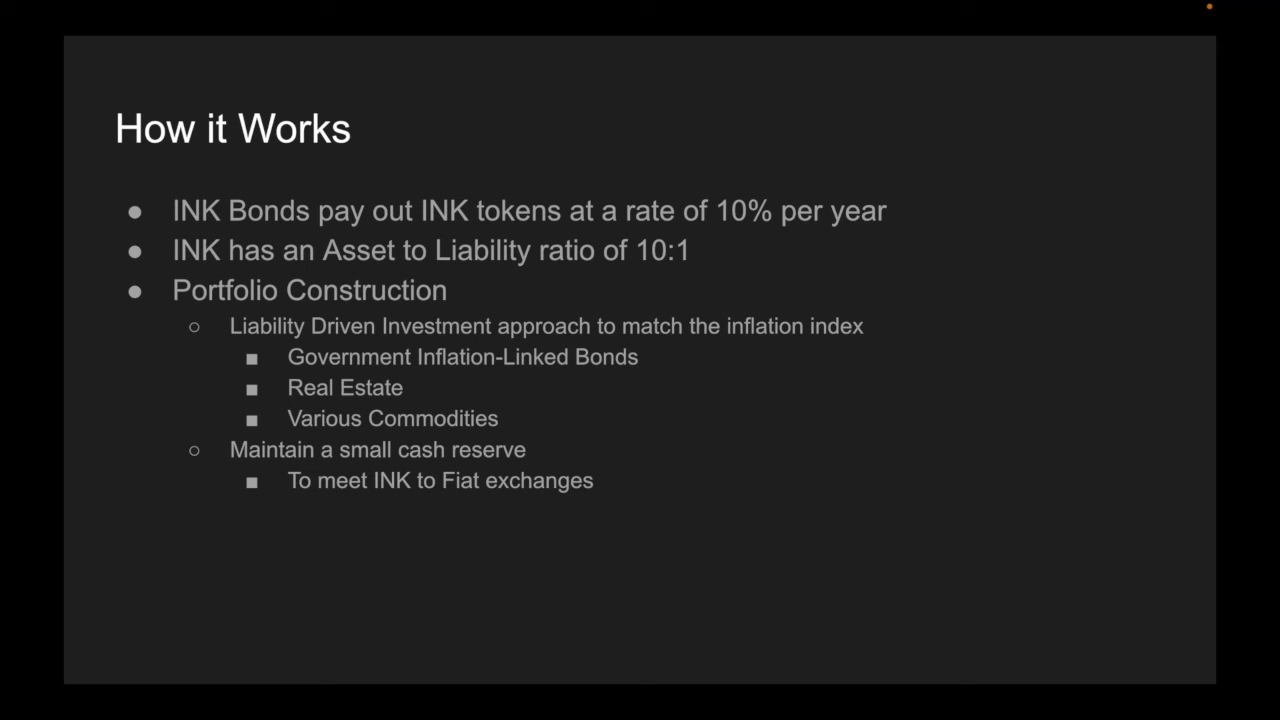 How it Works
● INK Bonds pay out INK tokens at a rate of 10% per year
● INK has an Asset to Liability ratio of 10:1
● Portfolio Construction
○ Liability Driven Investment approach to match the inflation index
■ Government Inflation-Linked Bonds
■ Real Estate
■ Various Commodities
○ Maintain a small cash reserve
■ To meet INK to Fiat exchanges